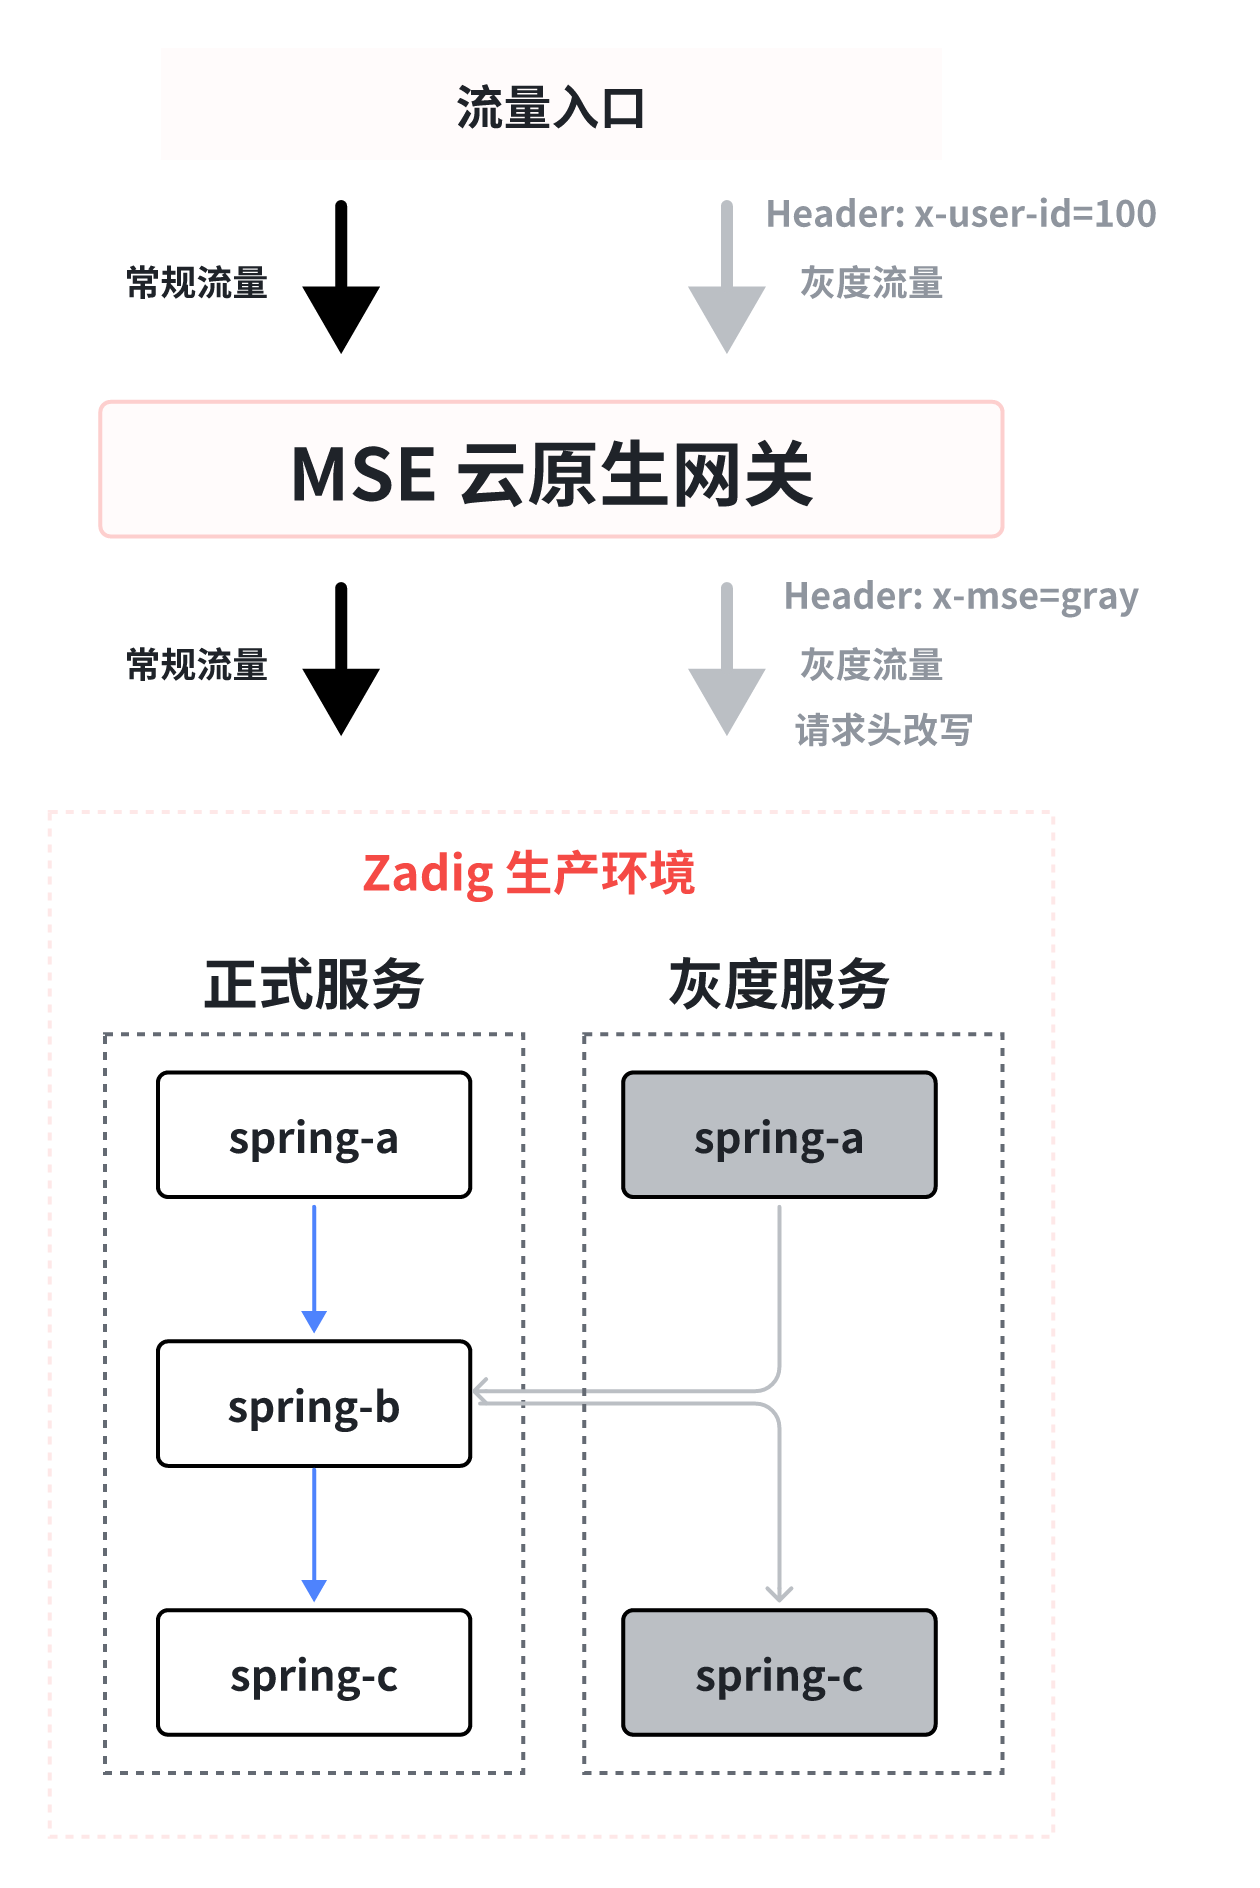 流量入口
Header: x-user-id=100
常规流量
灰度流量
MSE 云原生网关
Header: x-mse=gray
常规流量
灰度流量
请求头改写
Zadig 生产环境
正式服务
灰度服务
spring-a
spring-a
spring-b
spring-c
spring-c